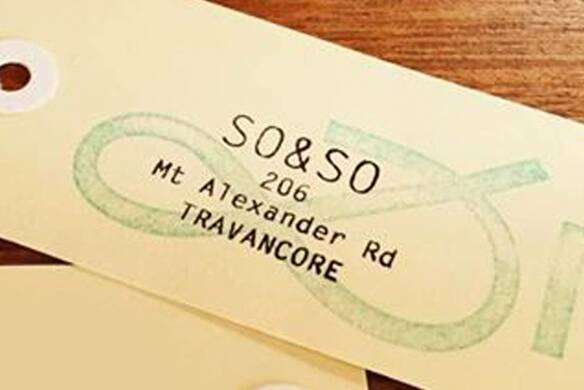 SO&SO
206
Mt Alexander Rd
TRAVANCORE